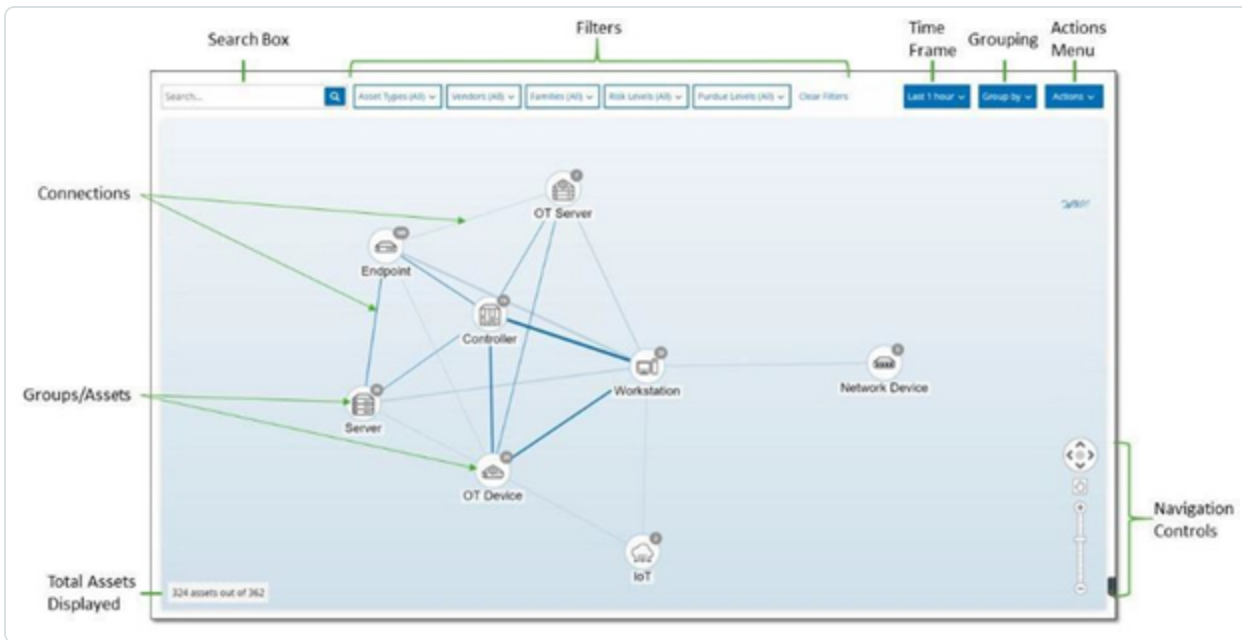 Search Box
Filters
Time
Frame
Grouping
Actions
Menu
Search...
Asset Types (All)
Vendors (All)
Families (All)
Risk Levels (All)
Purdue Levels (All)
Clear Filters
Last 1 hour
Group by
Actions
Connections
OT Server
Endpoint
Controller
Workstation
Network Device
Groups/Assets
Server
OT Device
IoT
Navigation
Controls
Total Assets
Displayed
324 assets out of 362